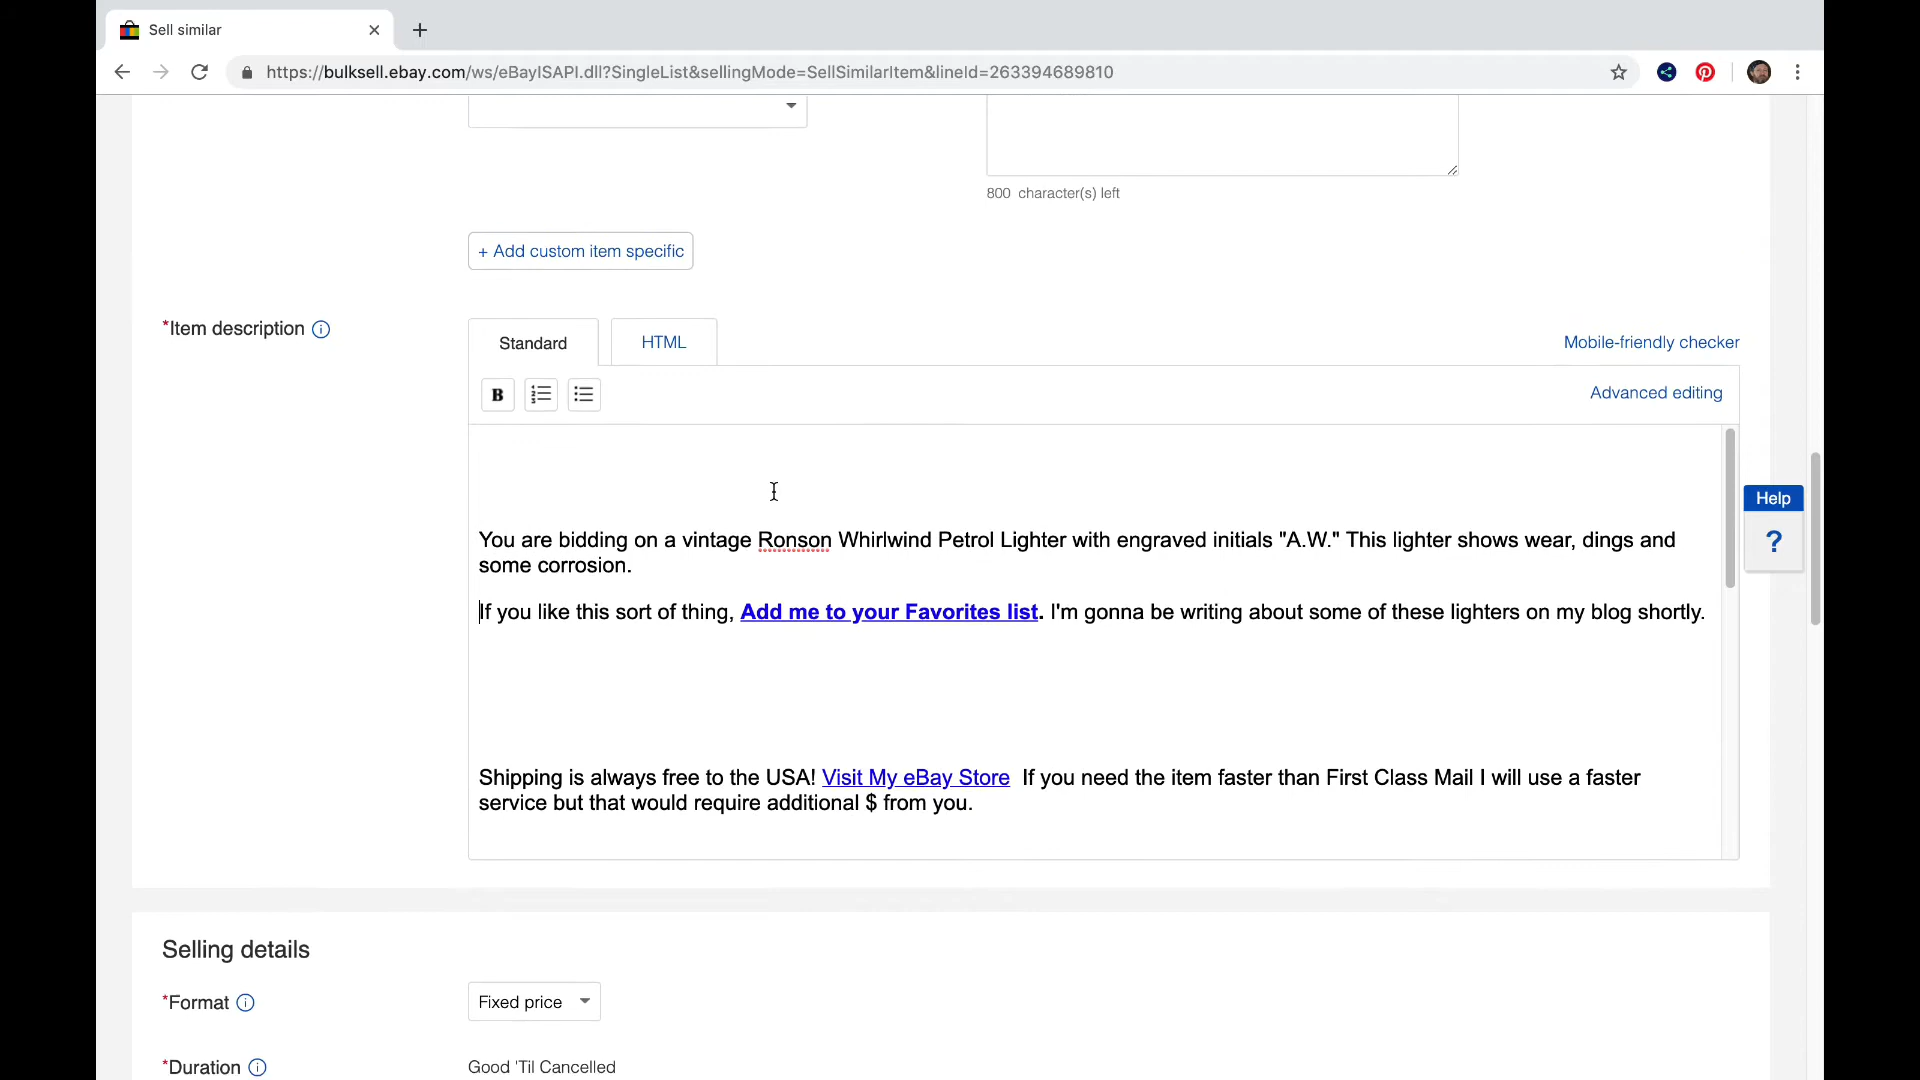 Sell similar
https://bulksell.ebay.com/ws/eBayISAPI.dll?SingleList&sellingMode=SellSimilarItem&lineId=263394689810
800 character(s) left
+ Add custom item specific
*Item description
Standard
HTML
Mobile-friendly checker
B
Advanced editing
You are bidding on a vintage Ronson Whirlwind Petrol Lighter with engraved initials "A.W." This lighter shows wear, dings and
some corrosion.
Help
?
If you like this sort of thing, Add me to your Favorites list. I'm gonna be writing about some of these lighters on my blog shortly.
Shipping is always free to the USA! Visit My eBay Store If you need the item faster than First Class Mail I will use a faster
service but that would require additional $ from you.
Selling details
*Format
Fixed price
*Duration
Good 'Til Cancelled